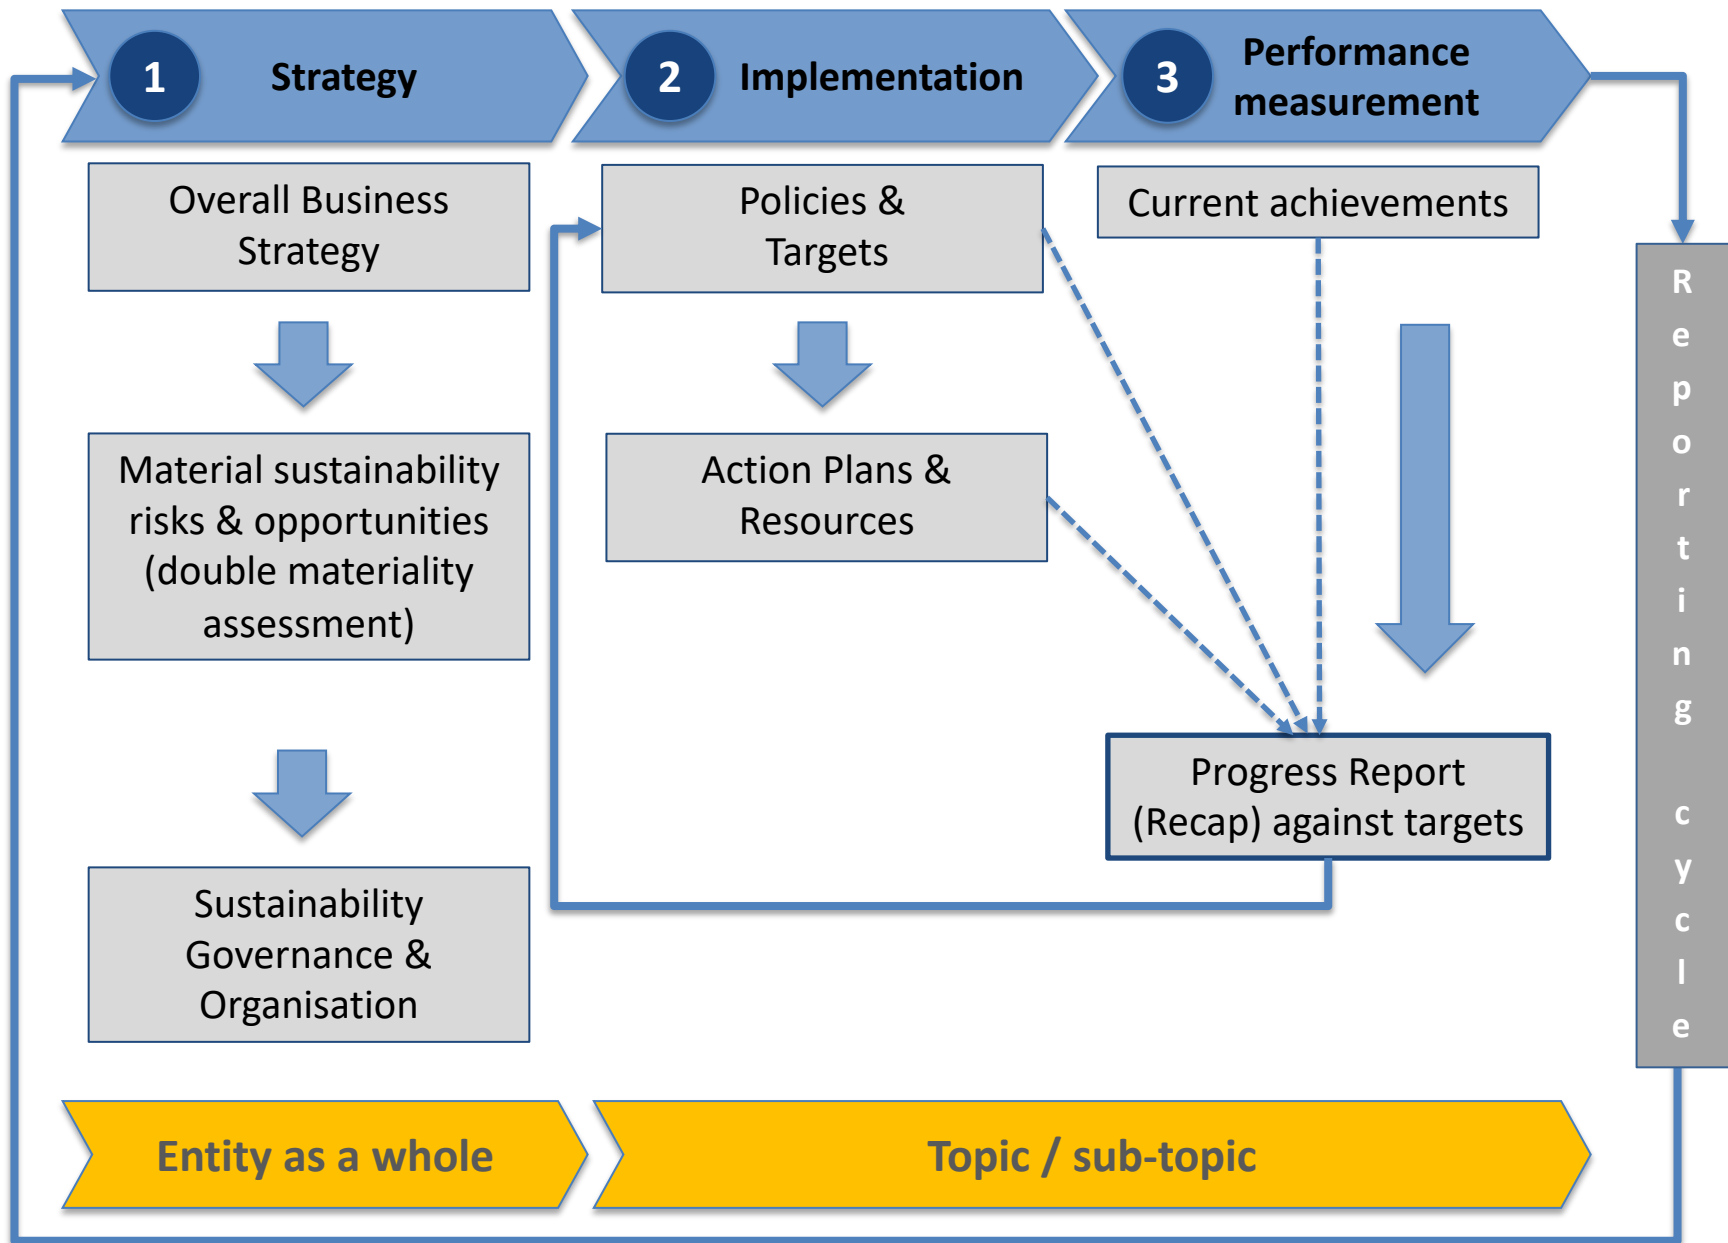 1
Strategy
2
Implementation
3
Performance
measurement
Overall Business
Strategy
Material sustainability
risks & opportunities
(double materiality
assessment)
Sustainability
Governance &
Organisation
Policies &
Targets
Action Plans &
Resources
Current achievements
Progress Report
(Recap) against targets
Reporting cycle
Entity as a whole
Topic / sub-topic